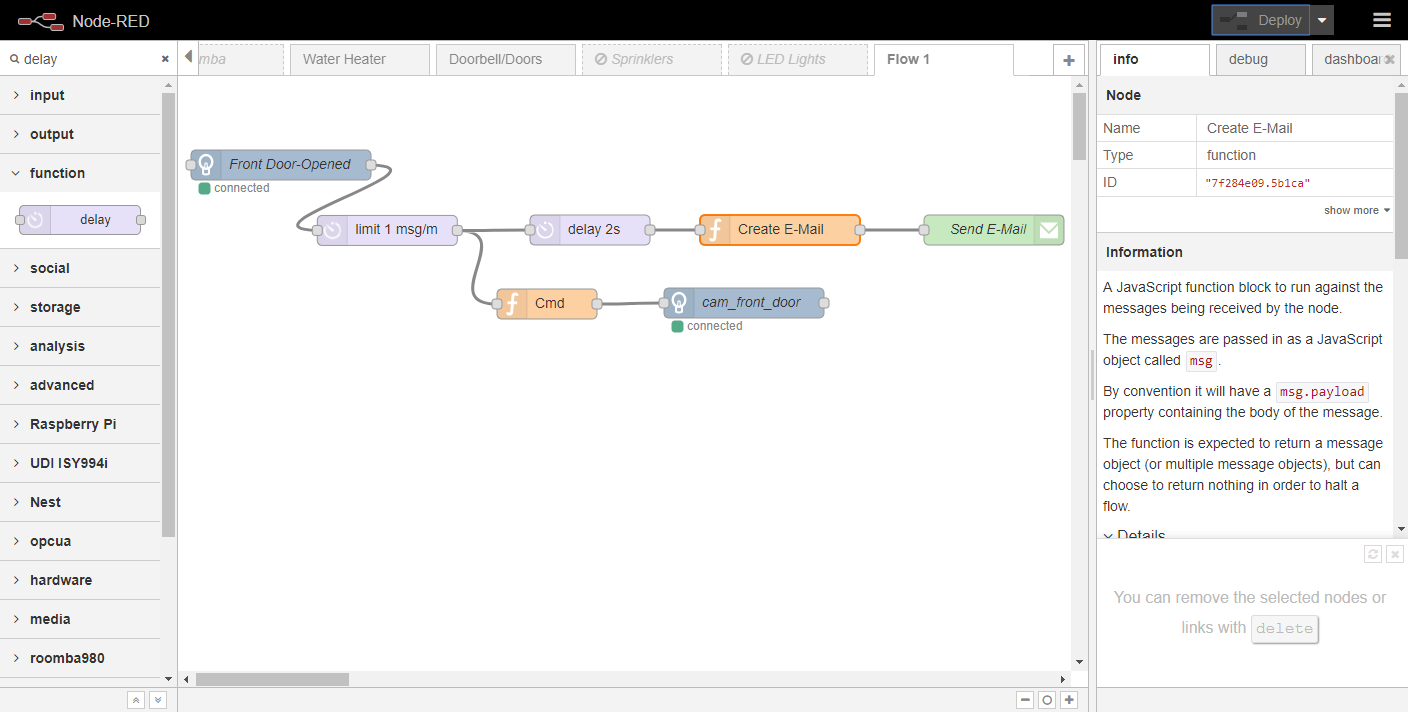 Node-RED
Deploy
delay
input
output
function
delay
social
storage
analysis
advanced
Raspberry Pi
UDI ISY994i
Nest
opcua
hardware
media
roomba980
mba
Water Heater
Doorbell/Doors
Sprinklers
LED Lights
Flow 1
Front Door-Opened
connected
limit 1 msg/m
delay 2s
Create E-Mail
Send E-Mail
Cmd
cam_front_door
connected
info
debug
dashboar
Node
Name Create E-Mail
Type function
ID "7f284e09.5b1ca"
show more
Information
A JavaScript function block to run against the
messages being received by the node.
The messages are passed in as a JavaScript
object called msg .
By convention it will have a msg.payload
property containing the body of the message.
The function is expected to return a message
object (or multiple message objects), but can
choose to return nothing in order to halt a
flow.
Details
You can remove the selected nodes or
links with delete